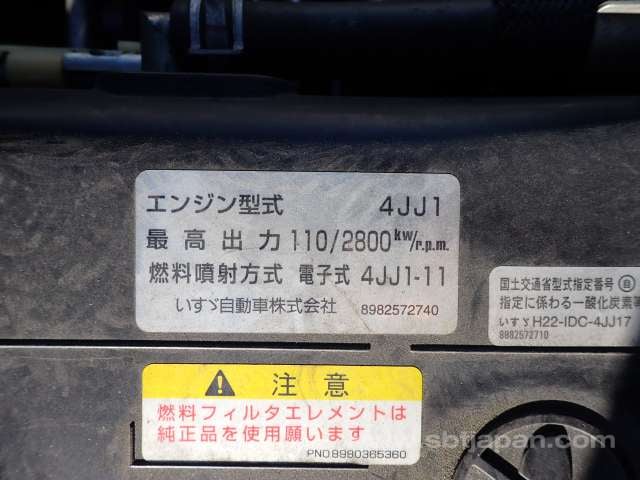 エンジン型式 4JJ1
最高出力 110/2800 kw/r.p.m.
燃料噴射方式 電子式 4JJ1-11
いすゞ自動車株式会社 8982572740
国土交通省型式指定番号 Ⓑ
指定に係わる一酸化炭素等
いすゞH22-IDC-4JJ17
8982572710
注意
燃料フィルタエレメントは
純正品を使用願います
PNO.8980365360
www.sbfjapan.com